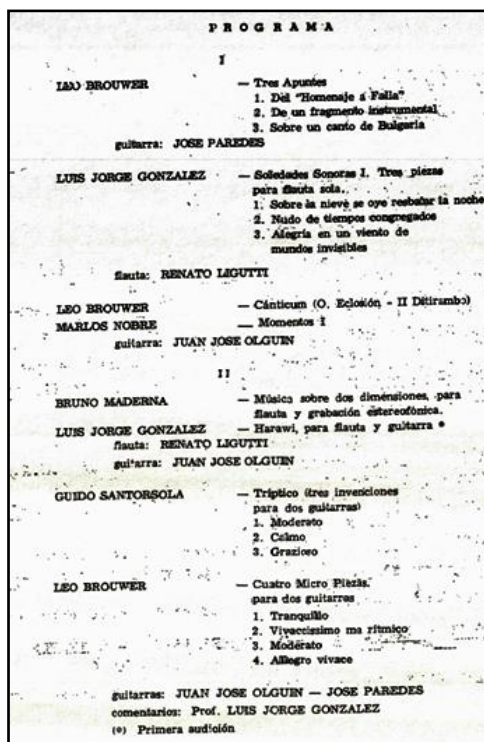 PROGRAMA
I
LEO BROUWER — Tres Apuntes
1. Del "Homenaje a Falla"
2. De un fragmento instrumental
3. Sobre un canto de Bulgaria
guitarra: JOSE PAREDES
LUIS JORGE GONZALEZ — Soledades Sonoras I. Tres piezas
para flauta sola.
1. Sobre la nieve se oye resbalar la noche
2. Nudo de tiempos congregados
3. Alegría en un viento de
mundos invisibles
flauta: RENATO LIGUTTI
LEO BROUWER — Cánticum (O. Eclosión - II Ditirambo)
MARLOS NOBRE — Momentos I
guitarra: JUAN JOSE OLGUIN
II
BRUNO MADERNA — Música sobre dos dimensiones, para
flauta y grabación estereofónica.
LUIS JORGE GONZALEZ — Harawi, para flauta y guitarra *
flauta: RENATO LIGUTTI
guitarra: JUAN JOSE OLGUIN
GUIDO SANTORSOLA — Tríptico (tres invenciones
para dos guitarras)
1. Moderato
2. Calmo
3. Grazioso
LEO BROUWER — Cuatro Micro Piezas,
para dos guitarras
1. Tranquillo
2. Vivaccissimo ma rítmico
3. Moderato
4. Allegro vivace
guitarras: JUAN JOSE OLGUIN — JOSE PAREDES
comentarios: Prof. LUIS JORGE GONZALEZ
(*) Primera audición